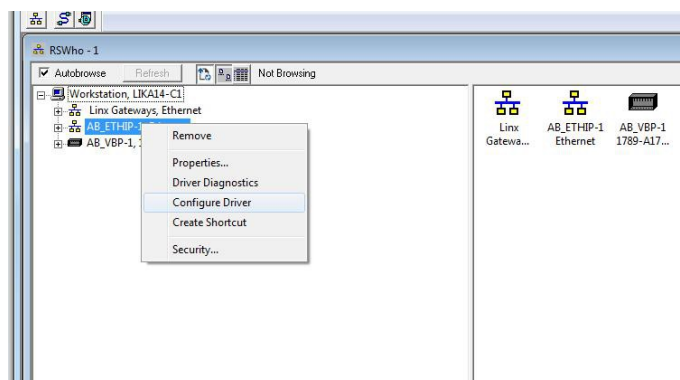 RSWho - 1
Autobrowse
Refresh
Not Browsing
Workstation, LIKA14-C1
Linx Gateways, Ethernet
AB_ETHIP-1,
AB_VBP-1,
Remove
Properties...
Driver Diagnostics
Configure Driver
Create Shortcut
Security...
Linx
Gatewa...
AB_ETHIP-1
Ethernet
AB_VBP-1
1789-A17...